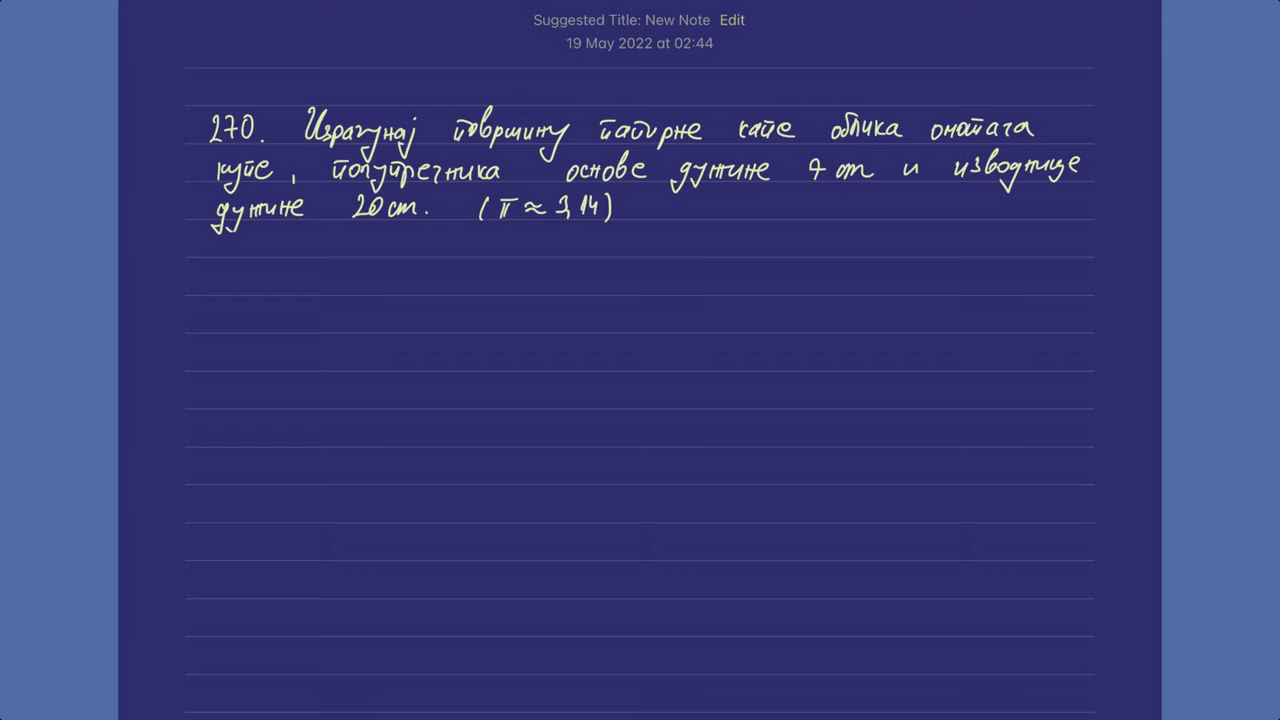 Suggested Title: New Note Edit
19 May 2022 at 02:44
270. Израчунај површину папирне капе облика омотача
купе, полупречника основе дужине 7 cm и изводнице
дужине 20 cm. (π ≈ 3,14)